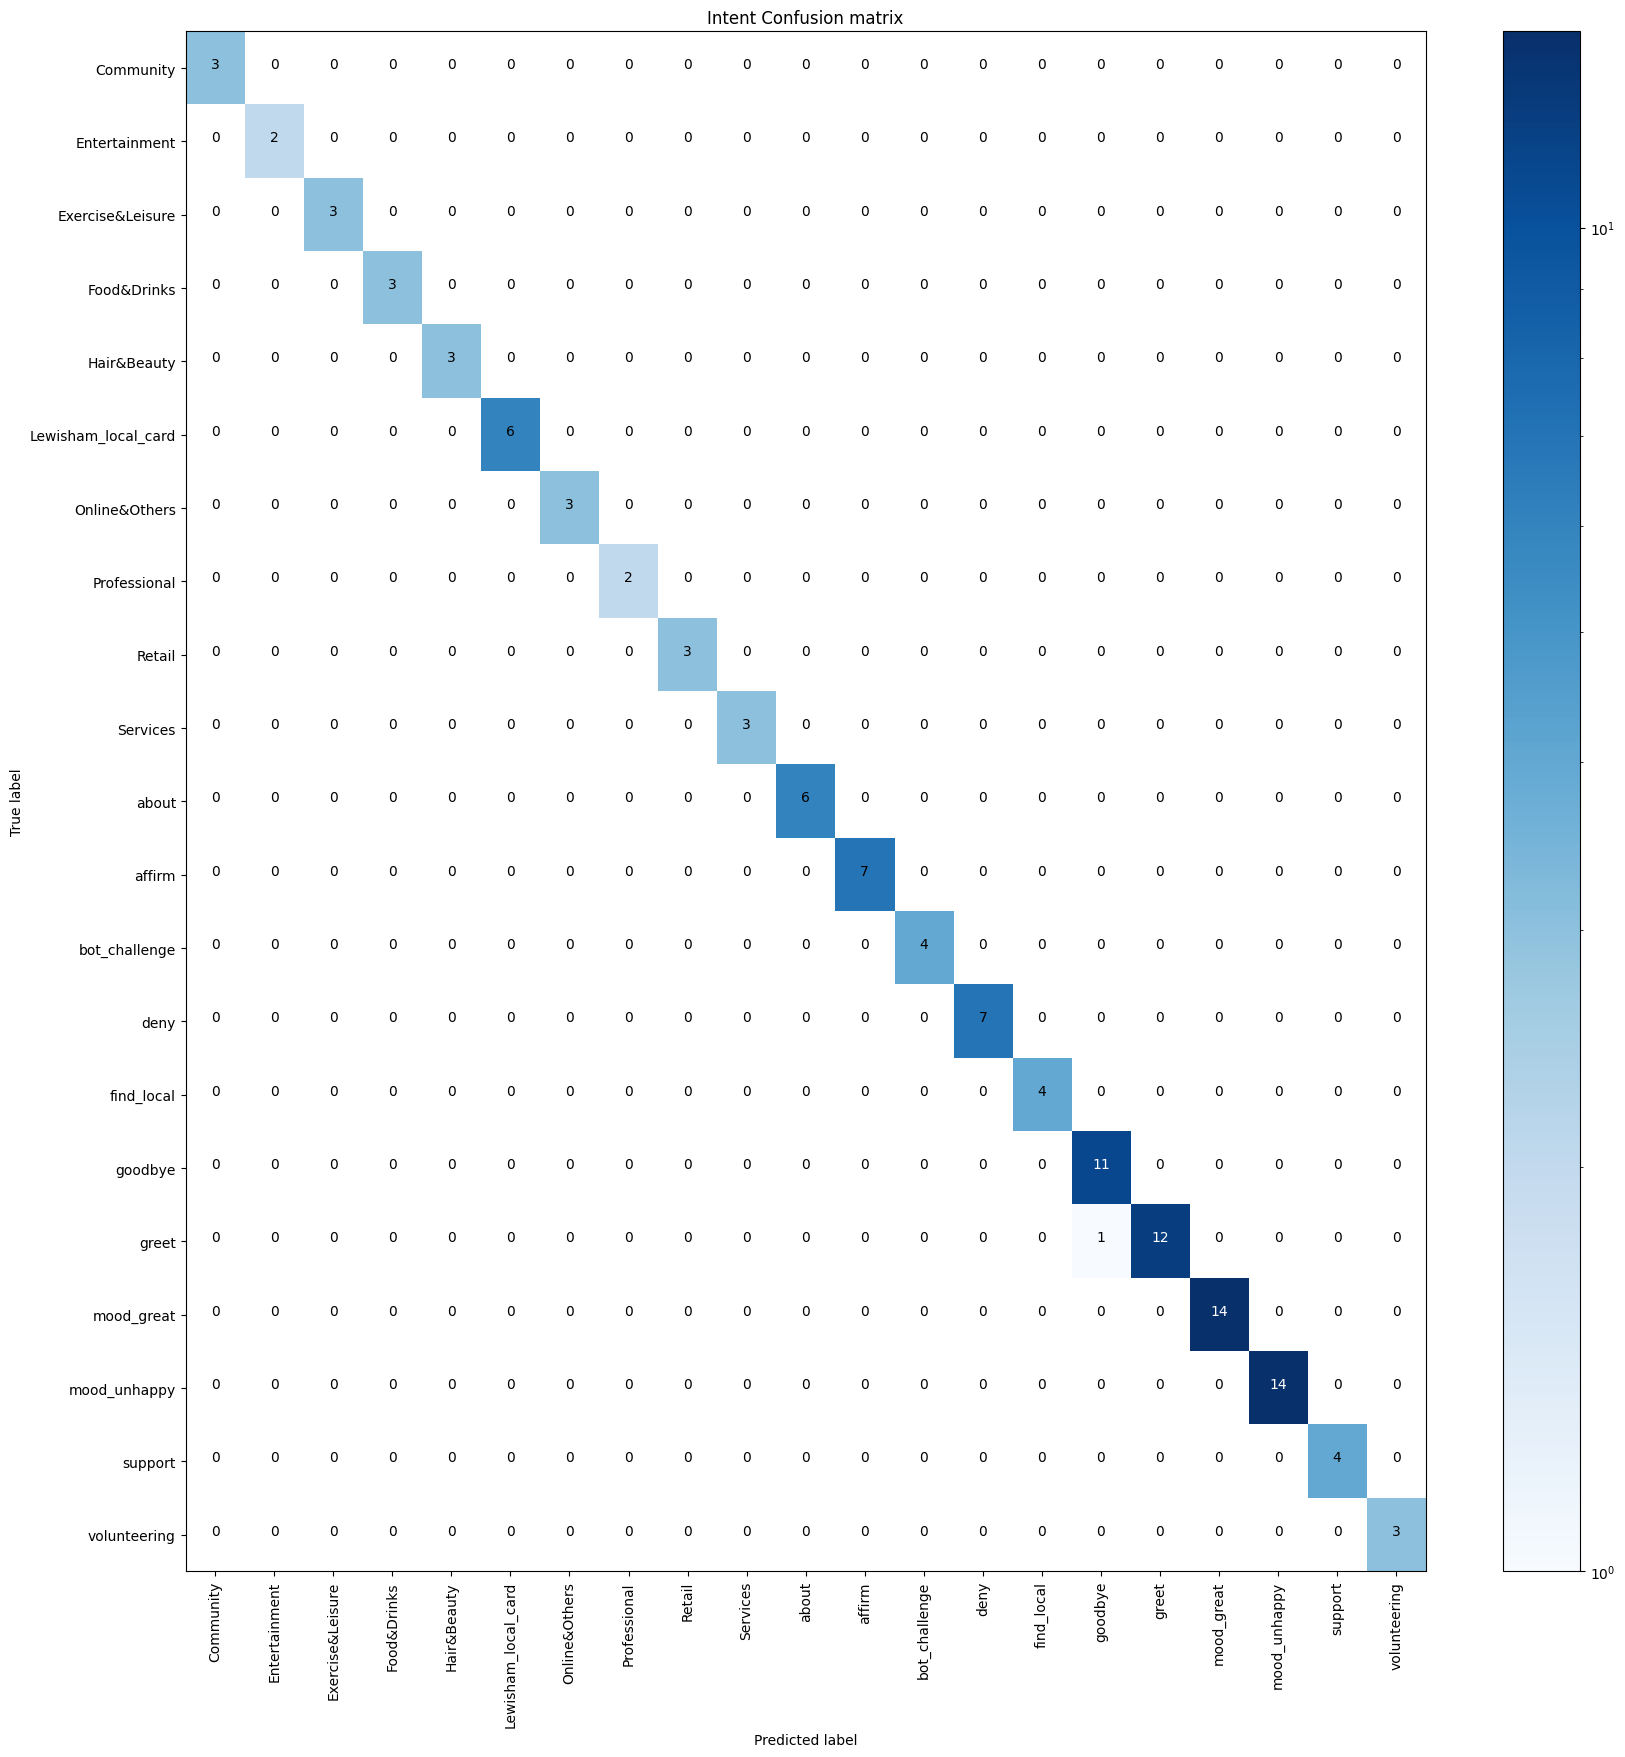 Intent Confusion matrix
Community 3 0 0 0 0 0 0 0 0 0 0 0 0 0 0 0 0 0 0 0 0
Entertainment 0 2 0 0 0 0 0 0 0 0 0 0 0 0 0 0 0 0 0 0 0
Exercise&Leisure 0 0 3 0 0 0 0 0 0 0 0 0 0 0 0 0 0 0 0 0 0
Food&Drinks 0 0 0 3 0 0 0 0 0 0 0 0 0 0 0 0 0 0 0 0 0
Hair&Beauty 0 0 0 0 3 0 0 0 0 0 0 0 0 0 0 0 0 0 0 0 0
Lewisham_local_card 0 0 0 0 0 6 0 0 0 0 0 0 0 0 0 0 0 0 0 0 0
Online&Others 0 0 0 0 0 0 3 0 0 0 0 0 0 0 0 0 0 0 0 0 0
Professional 0 0 0 0 0 0 0 2 0 0 0 0 0 0 0 0 0 0 0 0 0
Retail 0 0 0 0 0 0 0 0 3 0 0 0 0 0 0 0 0 0 0 0 0
Services 0 0 0 0 0 0 0 0 0 3 0 0 0 0 0 0 0 0 0 0 0
about 0 0 0 0 0 0 0 0 0 0 6 0 0 0 0 0 0 0 0 0 0
affirm 0 0 0 0 0 0 0 0 0 0 0 7 0 0 0 0 0 0 0 0 0
bot_challenge 0 0 0 0 0 0 0 0 0 0 0 0 4 0 0 0 0 0 0 0 0
deny 0 0 0 0 0 0 0 0 0 0 0 0 0 7 0 0 0 0 0 0 0
find_local 0 0 0 0 0 0 0 0 0 0 0 0 0 0 4 0 0 0 0 0 0
goodbye 0 0 0 0 0 0 0 0 0 0 0 0 0 0 0 11 0 0 0 0 0
greet 0 0 0 0 0 0 0 0 0 0 0 0 0 0 0 1 12 0 0 0 0
mood_great 0 0 0 0 0 0 0 0 0 0 0 0 0 0 0 0 0 14 0 0 0
mood_unhappy 0 0 0 0 0 0 0 0 0 0 0 0 0 0 0 0 0 0 14 0 0
support 0 0 0 0 0 0 0 0 0 0 0 0 0 0 0 0 0 0 0 4 0
volunteering 0 0 0 0 0 0 0 0 0 0 0 0 0 0 0 0 0 0 0 0 3
True label
Community
Entertainment
Exercise&Leisure
Food&Drinks
Hair&Beauty
Lewisham_local_card
Online&Others
Professional
Retail
Services
about
affirm
bot_challenge
deny
find_local
goodbye
greet
mood_great
mood_unhappy
support
volunteering
Predicted label
10¹
10⁰